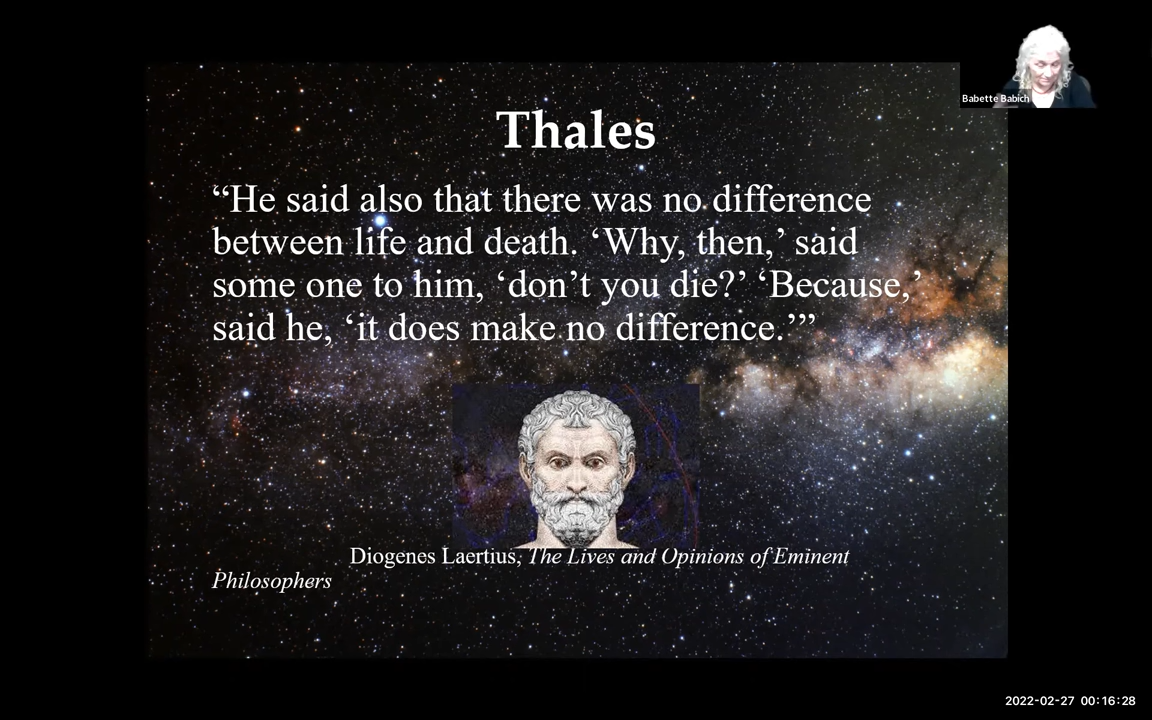 Babette Babich
Thales
“He said also that there was no difference
between life and death. ‘Why, then,’ said
some one to him, ‘don’t you die?’ ‘Because,’
said he, ‘it does make no difference.’”
Diogenes Laertius, The Lives and Opinions of Eminent
Philosophers
2022-02-27 00:16:28